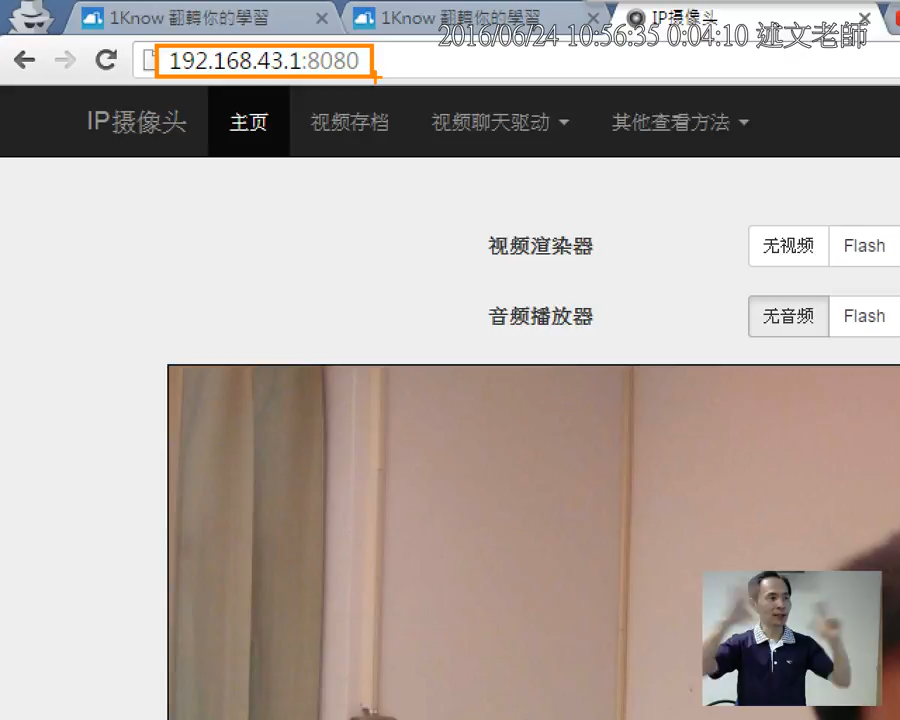 1Know 翻轉你的學習
1Know 翻轉你的學習
IP摄像头
2016/06/24 10:56:35 0:04:10 述文老師
192.168.43.1:8080
IP摄像头 主页 视频存档 视频聊天驱动 其他查看方法
视频渲染器 无视频 Flash
音频播放器 无音频 Flash